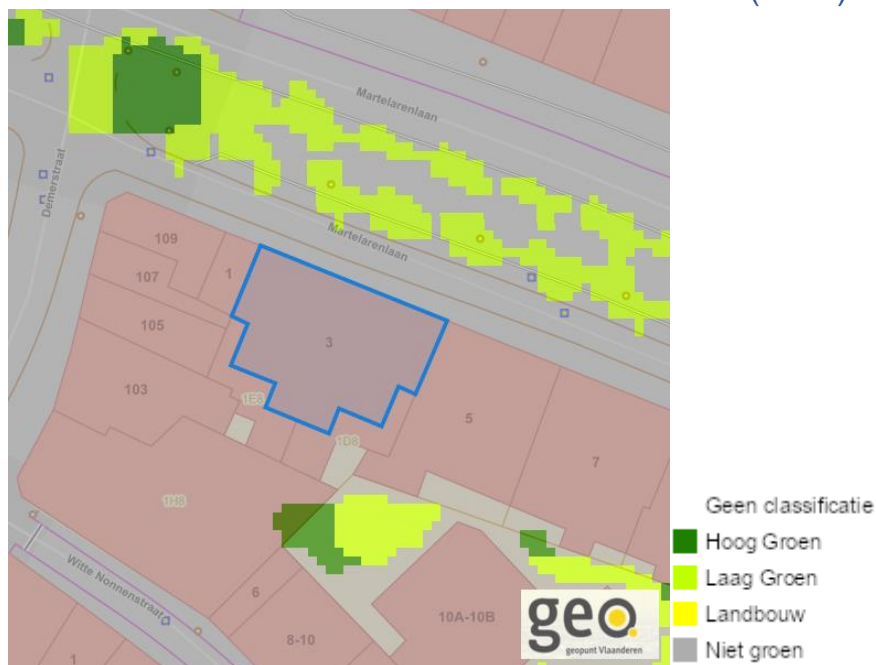 Martelarenlaan
Demerstraat
Martelarenlaan
109
1
107
105
3
103
1E8
5
1D8
7
1H8
Geen classificatie
Hoog Groen
Laag Groen
Landbouw
Niet groen
Witte Nonnenstraat
6
10A-10B
8-10
1
geo
geopunt Vlaanderen